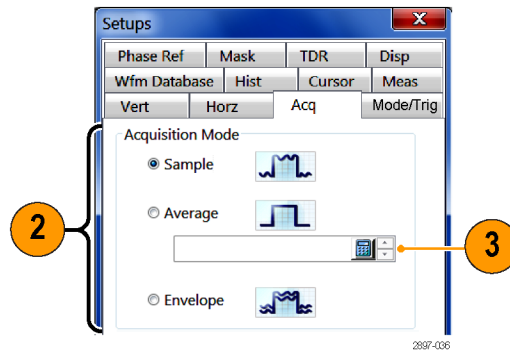 Setups
Phase Ref Mask TDR Disp
Wfm Database Hist Cursor Meas
Vert Horz Acq Mode/Trig
Acquisition Mode
Sample
2
Average
3
Envelope
2897-036